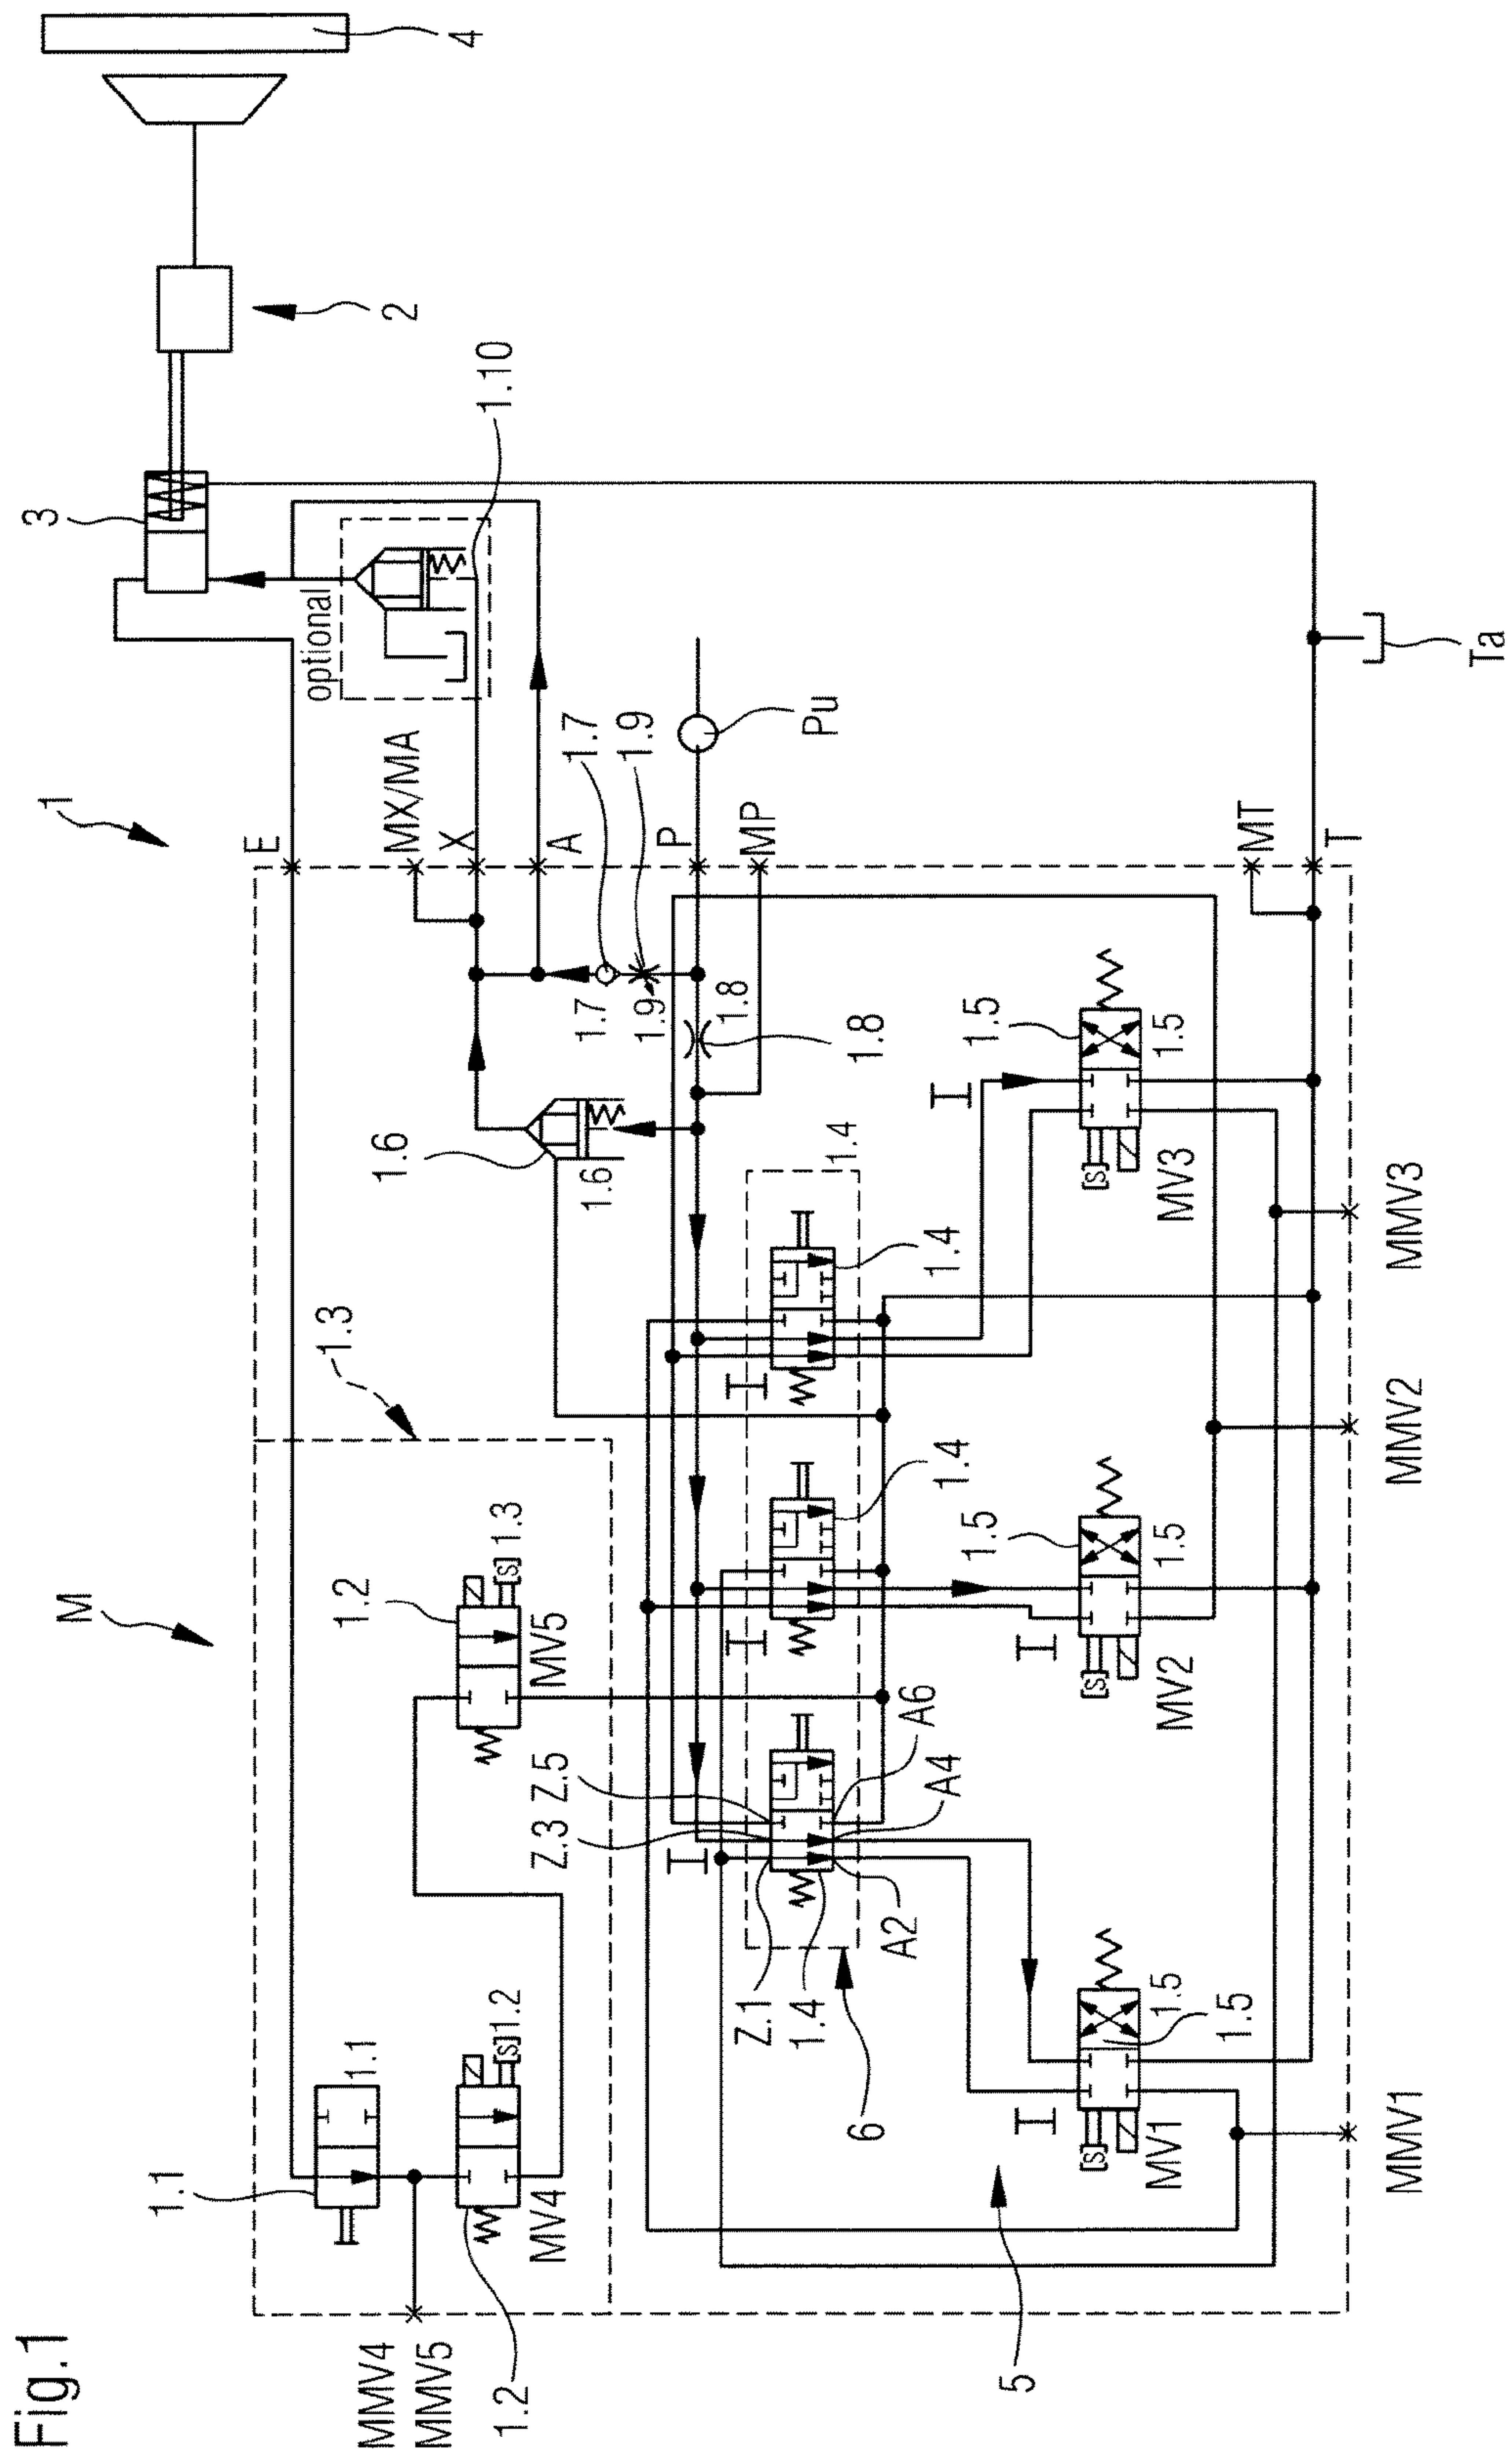 Fig.1
4
2
3
1.10
optional
1
E
MX/MA
X
A
P
MP
MT
T
1.7
1.9
Pu
Ta
1.7
1.9
1.8
1.8
1.6
1.6
M
1.3
1.2
[s]
1.3
MV5
1.1
1.1
[s]
1.2
MV4
1.2
MMV4
MMV5
1.4
1.4
1.4
I
I
I
Z.5
Z.3
Z.1
1.4
A6
A4
A2
6
I
1.5
1.5
[s]
MV3
I
1.5
1.5
[s]
MV2
I
1.5
1.5
[s]
MV1
5
MMV3
MMV2
MMV1